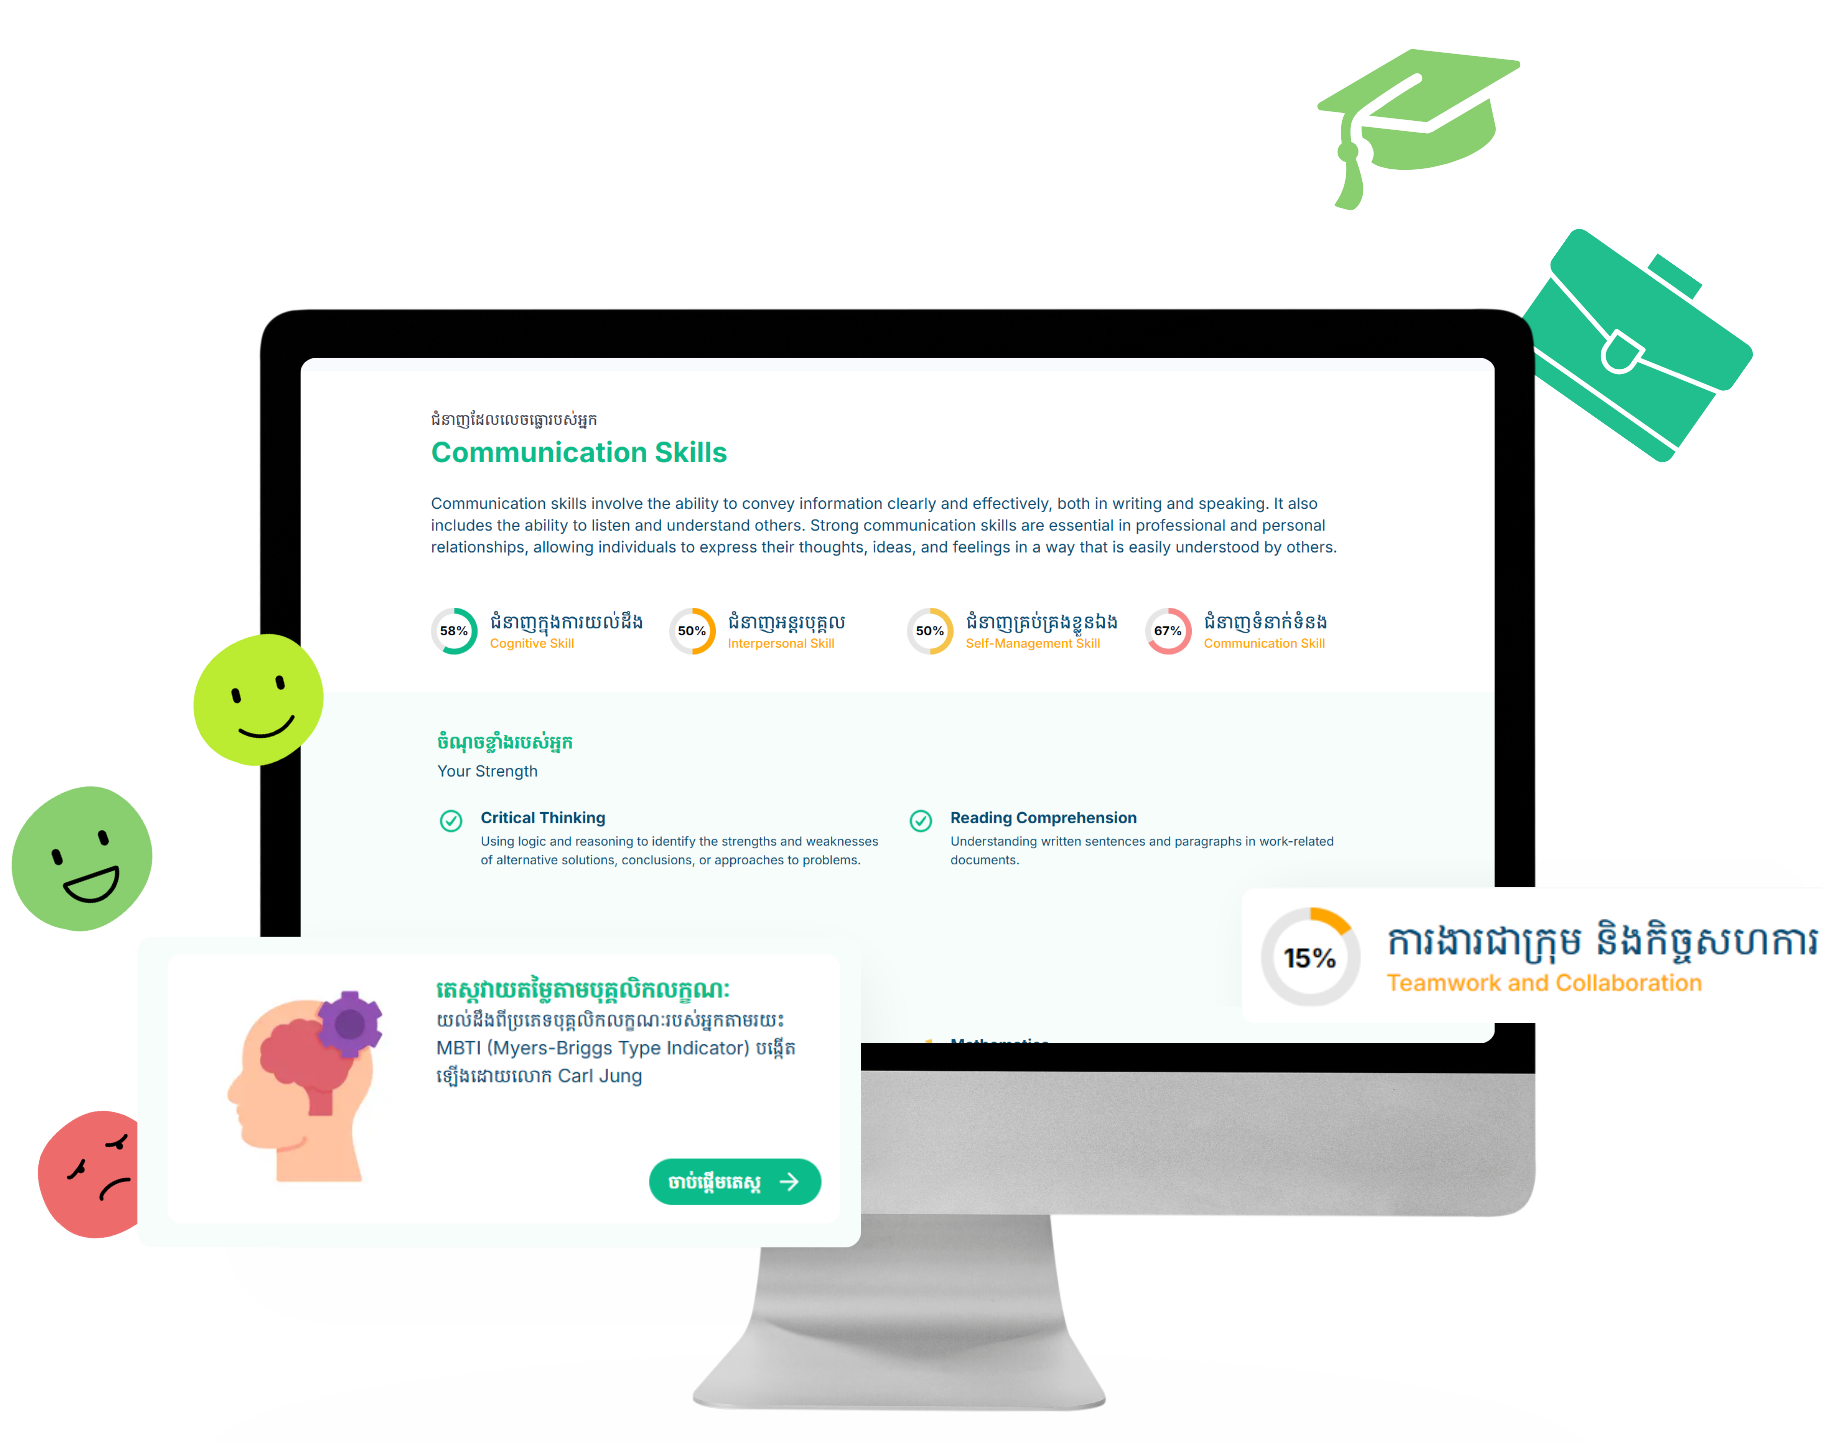 ជំនាញដែលលេចធ្លោរបស់អ្នក
Communication Skills
Communication skills involve the ability to convey information clearly and effectively, both in writing and speaking. It also
includes the ability to listen and understand others. Strong communication skills are essential in professional and personal
relationships, allowing individuals to express their thoughts, ideas, and feelings in a way that is easily understood by others.
58%
ជំនាញក្នុងការយល់ដឹង
Cognitive Skill
50%
ជំនាញអន្តរបុគ្គល
Interpersonal Skill
50%
ជំនាញគ្រប់គ្រងខ្លួនឯង
Self-Management Skill
67%
ជំនាញទំនាក់ទំនង
Communication Skill
ចំណុចខ្លាំងរបស់អ្នក
Your Strength
Critical Thinking
Using logic and reasoning to identify the strengths and weaknesses
of alternative solutions, conclusions, or approaches to problems.
Reading Comprehension
Understanding written sentences and paragraphs in work-related
documents.
15%
ការងារជាក្រុម និងកិច្ចសហការ
Teamwork and Collaboration
Mathematics
តេស្តវាយតម្លៃតាមបុគ្គលិកលក្ខណៈ
យល់ដឹងពីប្រភេទបុគ្គលិកលក្ខណៈរបស់អ្នកតាមរយៈ
MBTI (Myers-Briggs Type Indicator) បង្កើត
ឡើងដោយលោក Carl Jung
ចាប់ផ្តើមតេស្ត